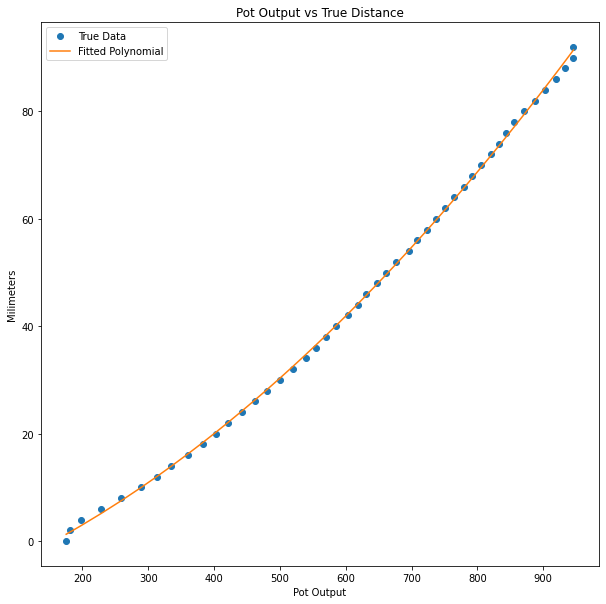 Pot Output vs True Distance
True Data
Fitted Polynomial
80
60
40
20
0
Milimeters
200 300 400 500 600 700 800 900
Pot Output